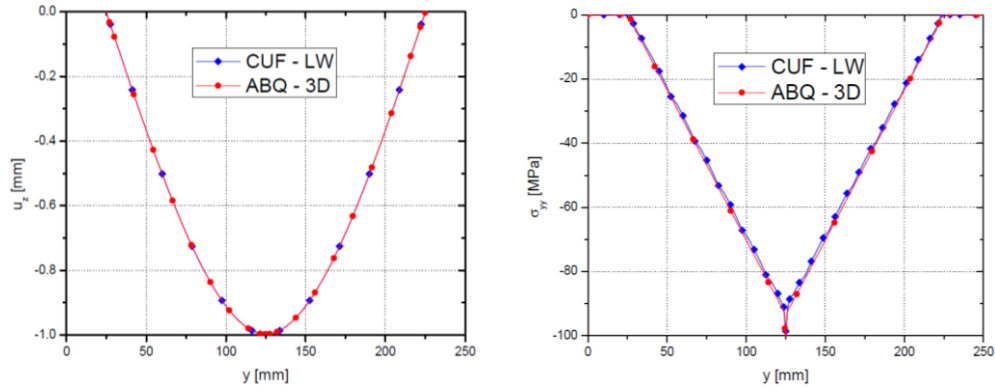 0.0
-0.2
-0.4
-0.6
-0.8
-1.0
u_z [mm]
CUF - LW
ABQ - 3D
0 50 100 150 200 250
y [mm]
0
-20
-40
-60
-80
-100
σ_yy [MPa]
CUF - LW
ABQ - 3D
0 50 100 150 200 250
y [mm]